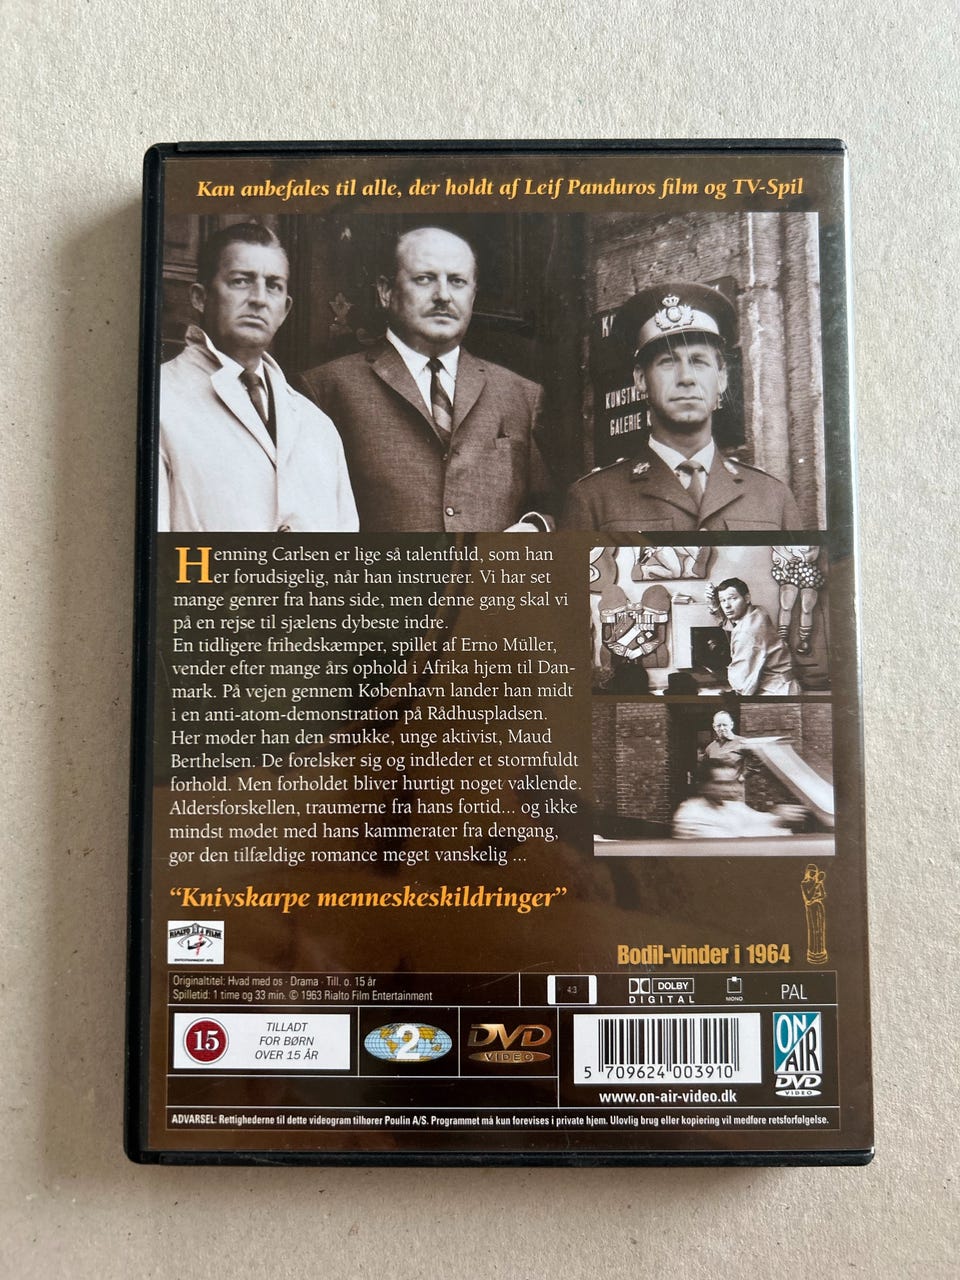 Kan anbefales til alle, der holdt af Leif Panduros film og TV-Spil
KUNSTNE
GALERIE K
Henning Carlsen er lige så talentfuld, som han
er forudsigelig, når han instruerer. Vi har set
mange genrer fra hans side, men denne gang skal vi
på en rejse til sjælens dybeste indre.
En tidligere frihedskæmper, spillet af Erno Müller,
vender efter mange års ophold i Afrika hjem til Dan-
mark. På vejen gennem København lander han midt
i en anti-atom-demonstration på Rådhuspladsen.
Her møder han den smukke, unge aktivist, Maud
Berthelsen. De forelsker sig og indleder et stormfuldt
forhold. Men forholdet bliver hurtigt noget vaklende.
Aldersforskellen, traumerne fra hans fortid... og ikke
mindst mødet med hans kammerater fra dengang,
gør den tilfældige romance meget vanskelig ...
"Knivskarpe menneskeskildringer"
RIALTO FILM
Bodil-vinder i 1964
Originaltitel: Hvad med os · Drama · Till. o. 15 år
Spilletid: 1 time og 33 min. © 1963 Rialto Film Entertainment
4:3
DOLBY
DIGITAL
MONO
PAL
15
TILLADT
FOR BØRN
OVER 15 ÅR
2
DVD
VIDEO
5 709624 003910
www.on-air-video.dk
ON
AIR
DVD
VIDEO
ADVARSEL: Rettighederne til dette videogram tilhører Poulin A/S. Programmet må kun forevises i private hjem. Ulovlig brug eller kopiering vil medføre retsforfølgelse.